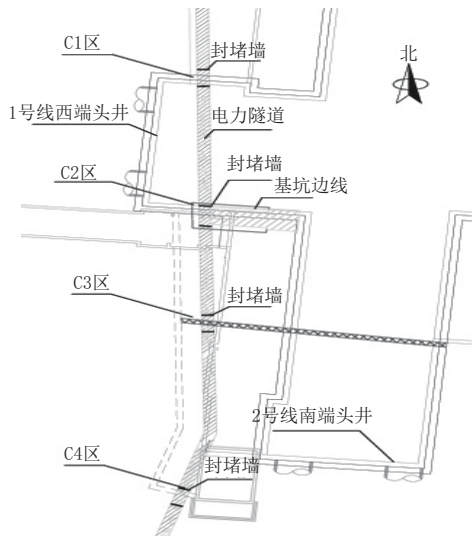 C1区
封堵墙
北
1号线西端头井
电力隧道
封堵墙
C2区
基坑边线
C3区
封堵墙
2号线南端头井
C4区
封堵墙